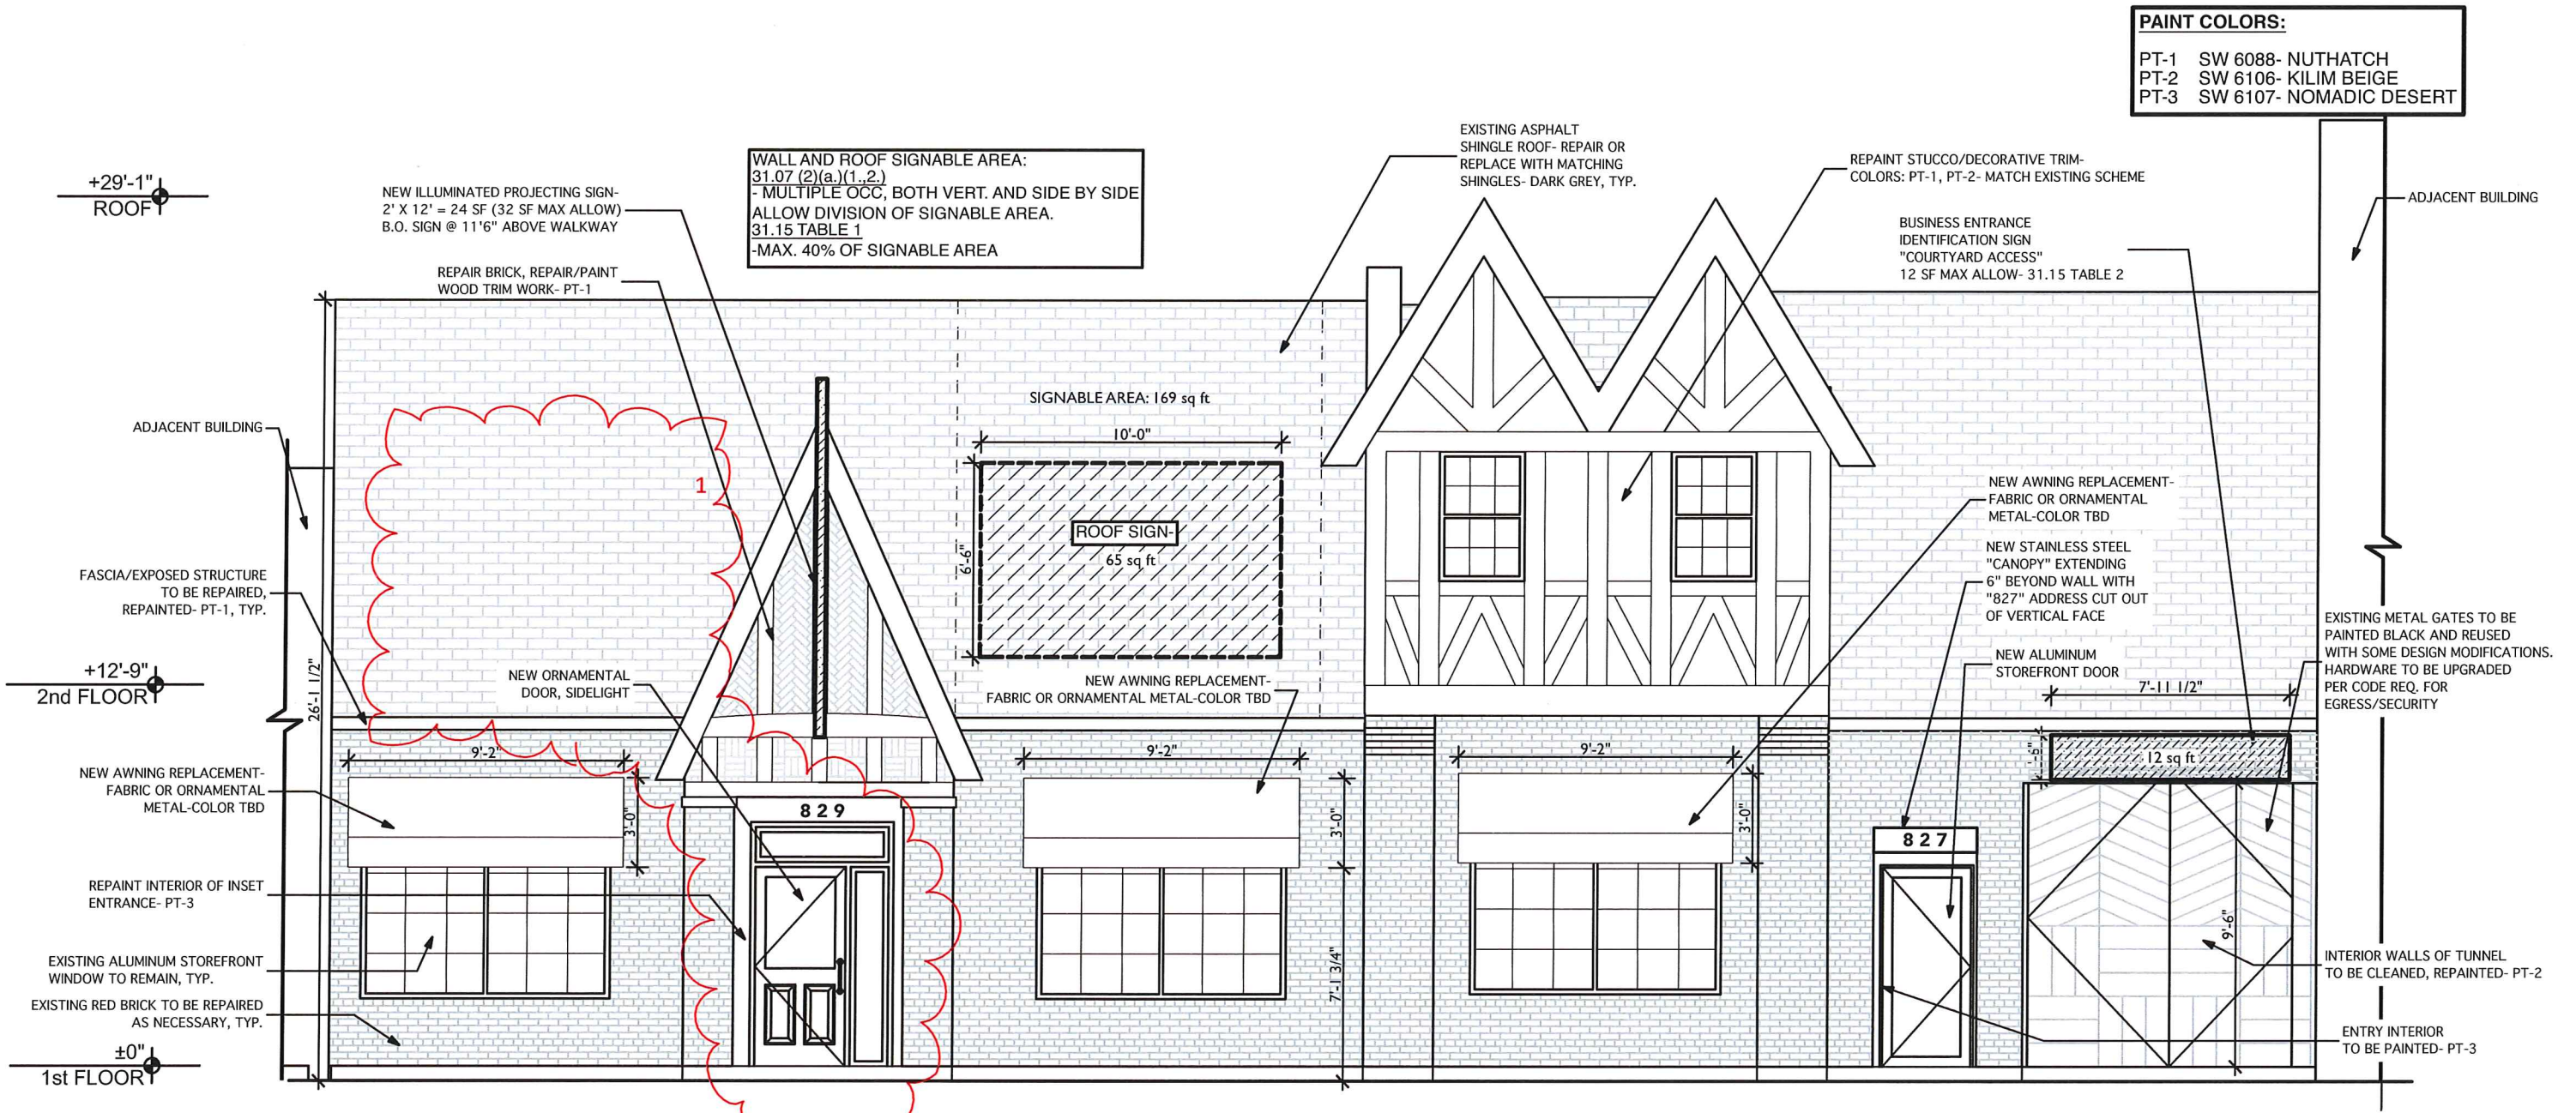 PAINT COLORS:
PT-1 SW 6088- NUTHATCH
PT-2 SW 6106- KILIM BEIGE
PT-3 SW 6107- NOMADIC DESERT
EXISTING ASPHALT
SHINGLE ROOF- REPAIR OR
REPLACE WITH MATCHING
SHINGLES- DARK GREY, TYP.
WALL AND ROOF SIGNABLE AREA:
31.07 (2)(a.)(1.,2.)
- MULTIPLE OCC, BOTH VERT. AND SIDE BY SIDE
ALLOW DIVISION OF SIGNABLE AREA.
31.15 TABLE 1
-MAX. 40% OF SIGNABLE AREA
REPAINT STUCCO/DECORATIVE TRIM-
COLORS: PT-1, PT-2- MATCH EXISTING SCHEME
+29'-1"
ROOF
NEW ILLUMINATED PROJECTING SIGN-
2' X 12' = 24 SF (32 SF MAX ALLOW)
B.O. SIGN @ 11'6" ABOVE WALKWAY
ADJACENT BUILDING
BUSINESS ENTRANCE
IDENTIFICATION SIGN
"COURTYARD ACCESS"
12 SF MAX ALLOW- 31.15 TABLE 2
REPAIR BRICK, REPAIR/PAINT
WOOD TRIM WORK- PT-1
SIGNABLE AREA: 169 sq ft
ADJACENT BUILDING
10'-0"
1
ROOF SIGN-
65 sq ft
6'-6"
NEW AWNING REPLACEMENT-
FABRIC OR ORNAMENTAL
METAL-COLOR TBD
NEW STAINLESS STEEL
"CANOPY" EXTENDING
6" BEYOND WALL WITH
"827" ADDRESS CUT OUT
OF VERTICAL FACE
FASCIA/EXPOSED STRUCTURE
TO BE REPAIRED,
REPAINTED- PT-1, TYP.
EXISTING METAL GATES TO BE
PAINTED BLACK AND REUSED
WITH SOME DESIGN MODIFICATIONS.
HARDWARE TO BE UPGRADED
PER CODE REQ. FOR
EGRESS/SECURITY
+12'-9"
2nd FLOOR
26'-1 1/2"
NEW ORNAMENTAL
DOOR, SIDELIGHT
NEW AWNING REPLACEMENT-
FABRIC OR ORNAMENTAL METAL-COLOR TBD
NEW ALUMINUM
STOREFRONT DOOR
7'-11 1/2"
9'-2"
9'-2"
9'-2"
12 sq ft
NEW AWNING REPLACEMENT-
FABRIC OR ORNAMENTAL
METAL-COLOR TBD
3'-0"
829
3'-0"
3'-0"
827
REPAINT INTERIOR OF INSET
ENTRANCE- PT-3
9'-6"
EXISTING ALUMINUM STOREFRONT
WINDOW TO REMAIN, TYP.
7'-1 3/4"
INTERIOR WALLS OF TUNNEL
TO BE CLEANED, REPAINTED- PT-2
EXISTING RED BRICK TO BE REPAIRED
AS NECESSARY, TYP.
ENTRY INTERIOR
TO BE PAINTED- PT-3
±0"
1st FLOOR